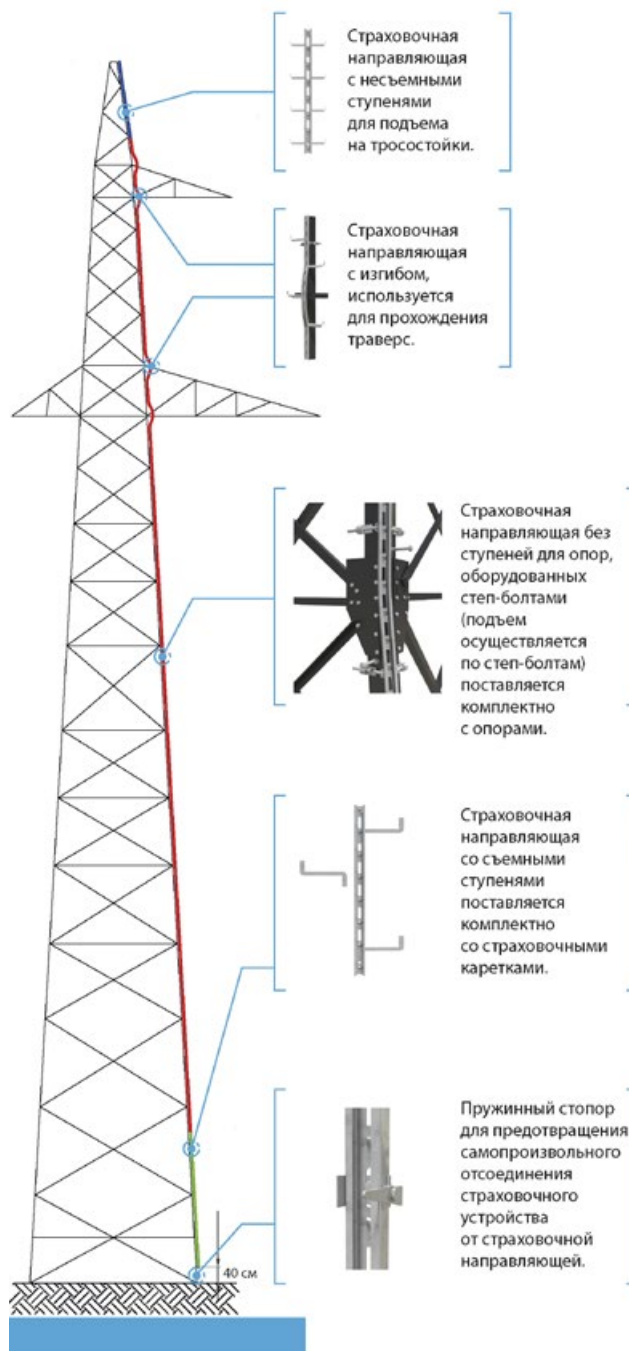 Страховочная
направляющая
с несъемными
ступенями
для подъема
на тросостойки.
Страховочная
направляющая
с изгибом,
используется
для прохождения
траверс.
Страховочная
направляющая без
ступеней для опор,
оборудованных
степ-болтами
(подъем
осуществляется
по степ-болтам)
поставляется
комплектно
с опорами.
Страховочная
направляющая
со съемными
ступенями
поставляется
комплектно
со страховочными
каретками.
Пружинный стопор
для предотвращения
самопроизвольного
отсоединения
страховочного
устройства
от страховочной
направляющей.
40 см